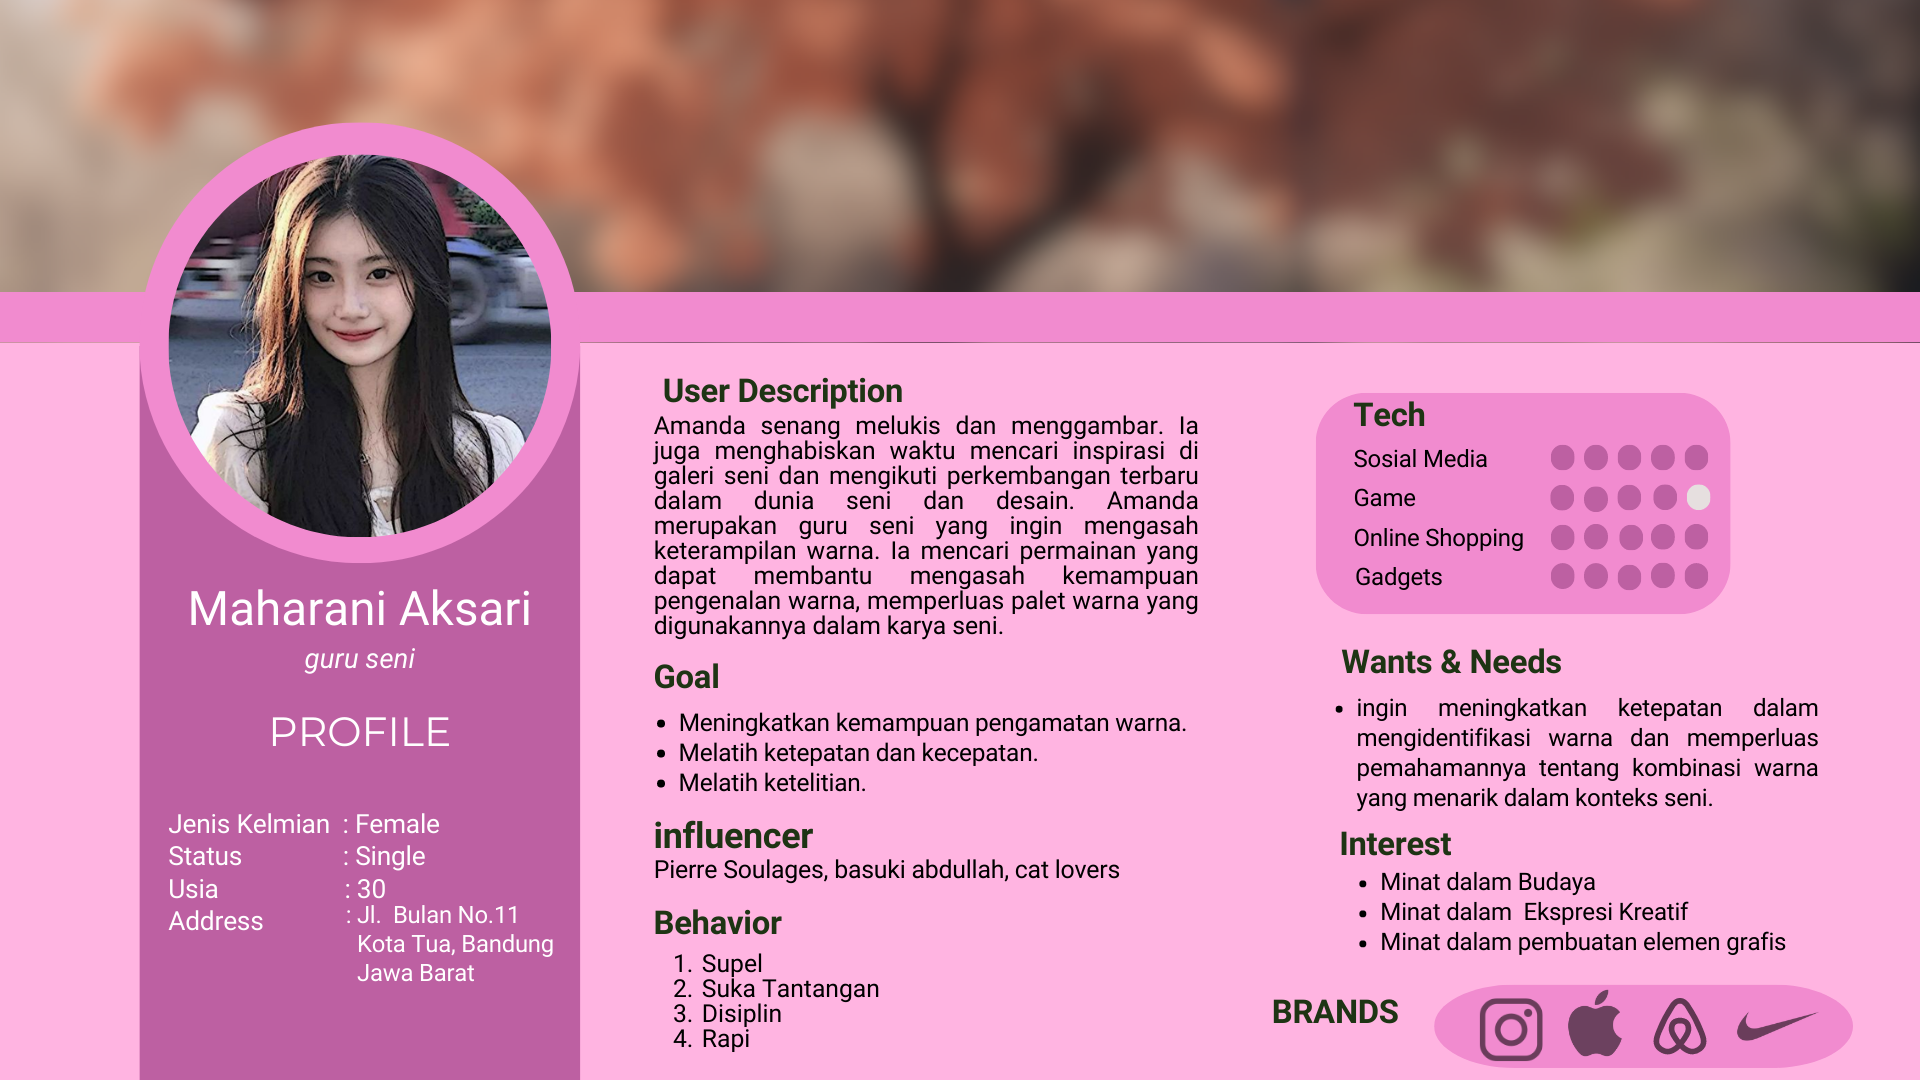 Maharani Aksari
guru seni
PROFILE
Jenis Kelmian : Female
Status : Single
Usia : 30
Address : Jl. Bulan No.11
Kota Tua, Bandung
Jawa Barat
User Description
Amanda senang melukis dan menggambar. Ia
juga menghabiskan waktu mencari inspirasi di
galeri seni dan mengikuti perkembangan terbaru
dalam dunia seni dan desain. Amanda
merupakan guru seni yang ingin mengasah
keterampilan warna. Ia mencari permainan yang
dapat membantu mengasah kemampuan
pengenalan warna, memperluas palet warna yang
digunakannya dalam karya seni.
Goal
• Meningkatkan kemampuan pengamatan warna.
• Melatih ketepatan dan kecepatan.
• Melatih ketelitian.
influencer
Pierre Soulages, basuki abdullah, cat lovers
Behavior
1. Supel
2. Suka Tantangan
3. Disiplin
4. Rapi
Tech
Sosial Media
Game
Online Shopping
Gadgets
Wants & Needs
• ingin meningkatkan ketepatan dalam
mengidentifikasi warna dan memperluas
pemahamannya tentang kombinasi warna
yang menarik dalam konteks seni.
Interest
• Minat dalam Budaya
• Minat dalam Ekspresi Kreatif
• Minat dalam pembuatan elemen grafis
BRANDS